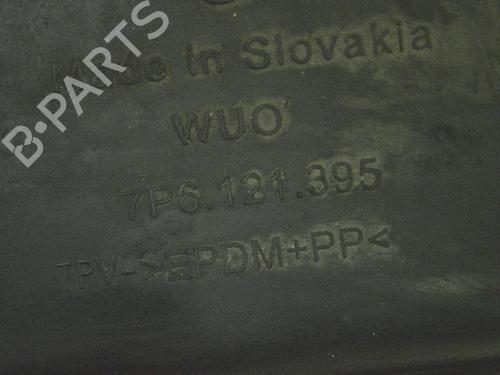 B-PARTS
Made in Slovakia
WUO
7P6.121.395
TPV->EPDM+PP<